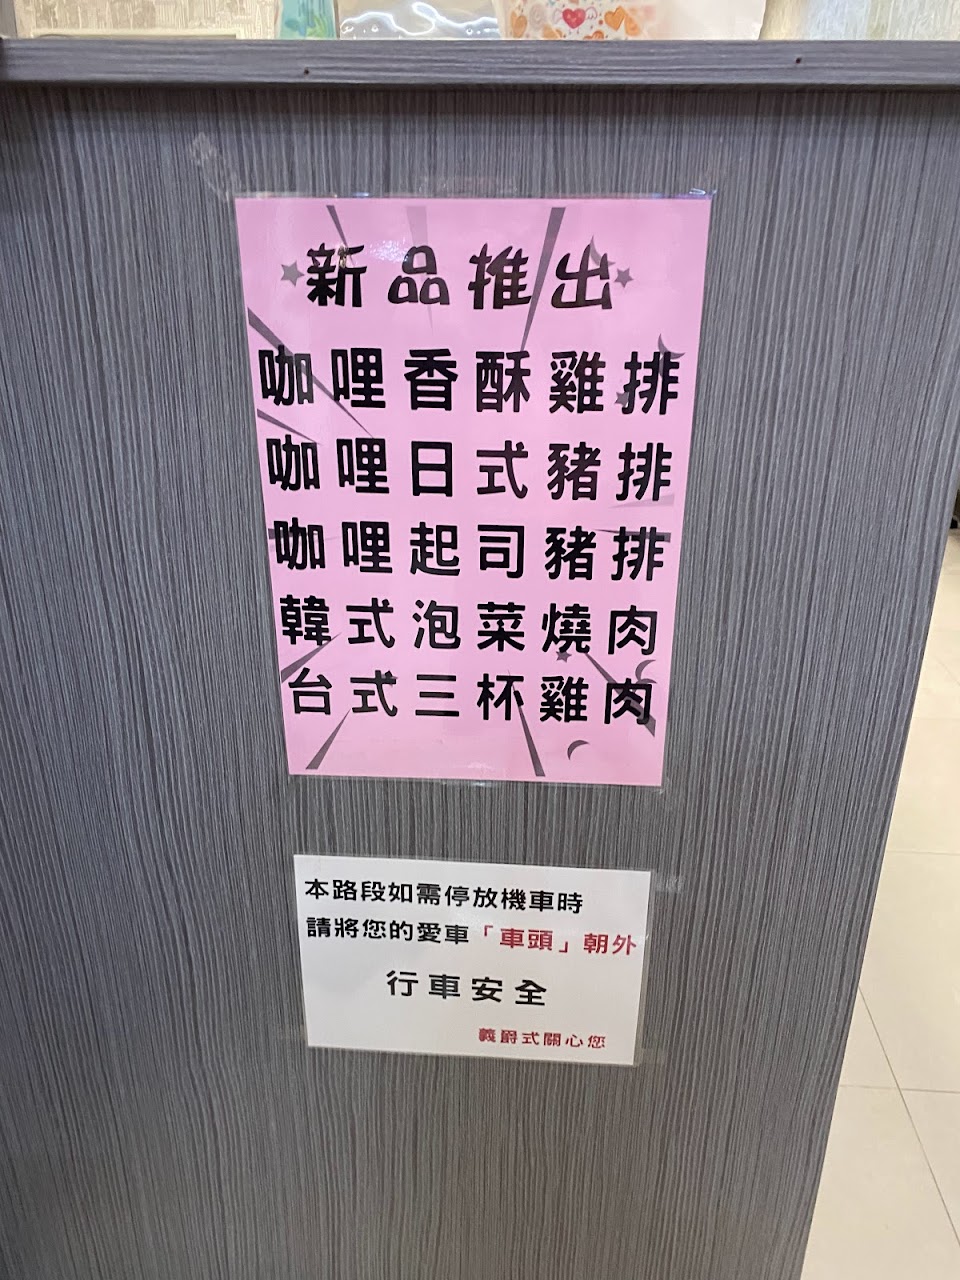 新品推出
咖哩香酥雞排
咖哩日式豬排
咖哩起司豬排
韓式泡菜燒肉
台式三杯雞肉
本路段如需停放機車時
請將您的愛車「車頭」朝外
行車安全
義爵式關心您